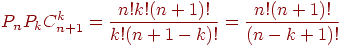 P_n P_k C_{n+1}^k = \frac{n!k!(n+1)!}{k!(n+1-k)!} = \frac{n!(n+1)!}{(n-k+1)!}